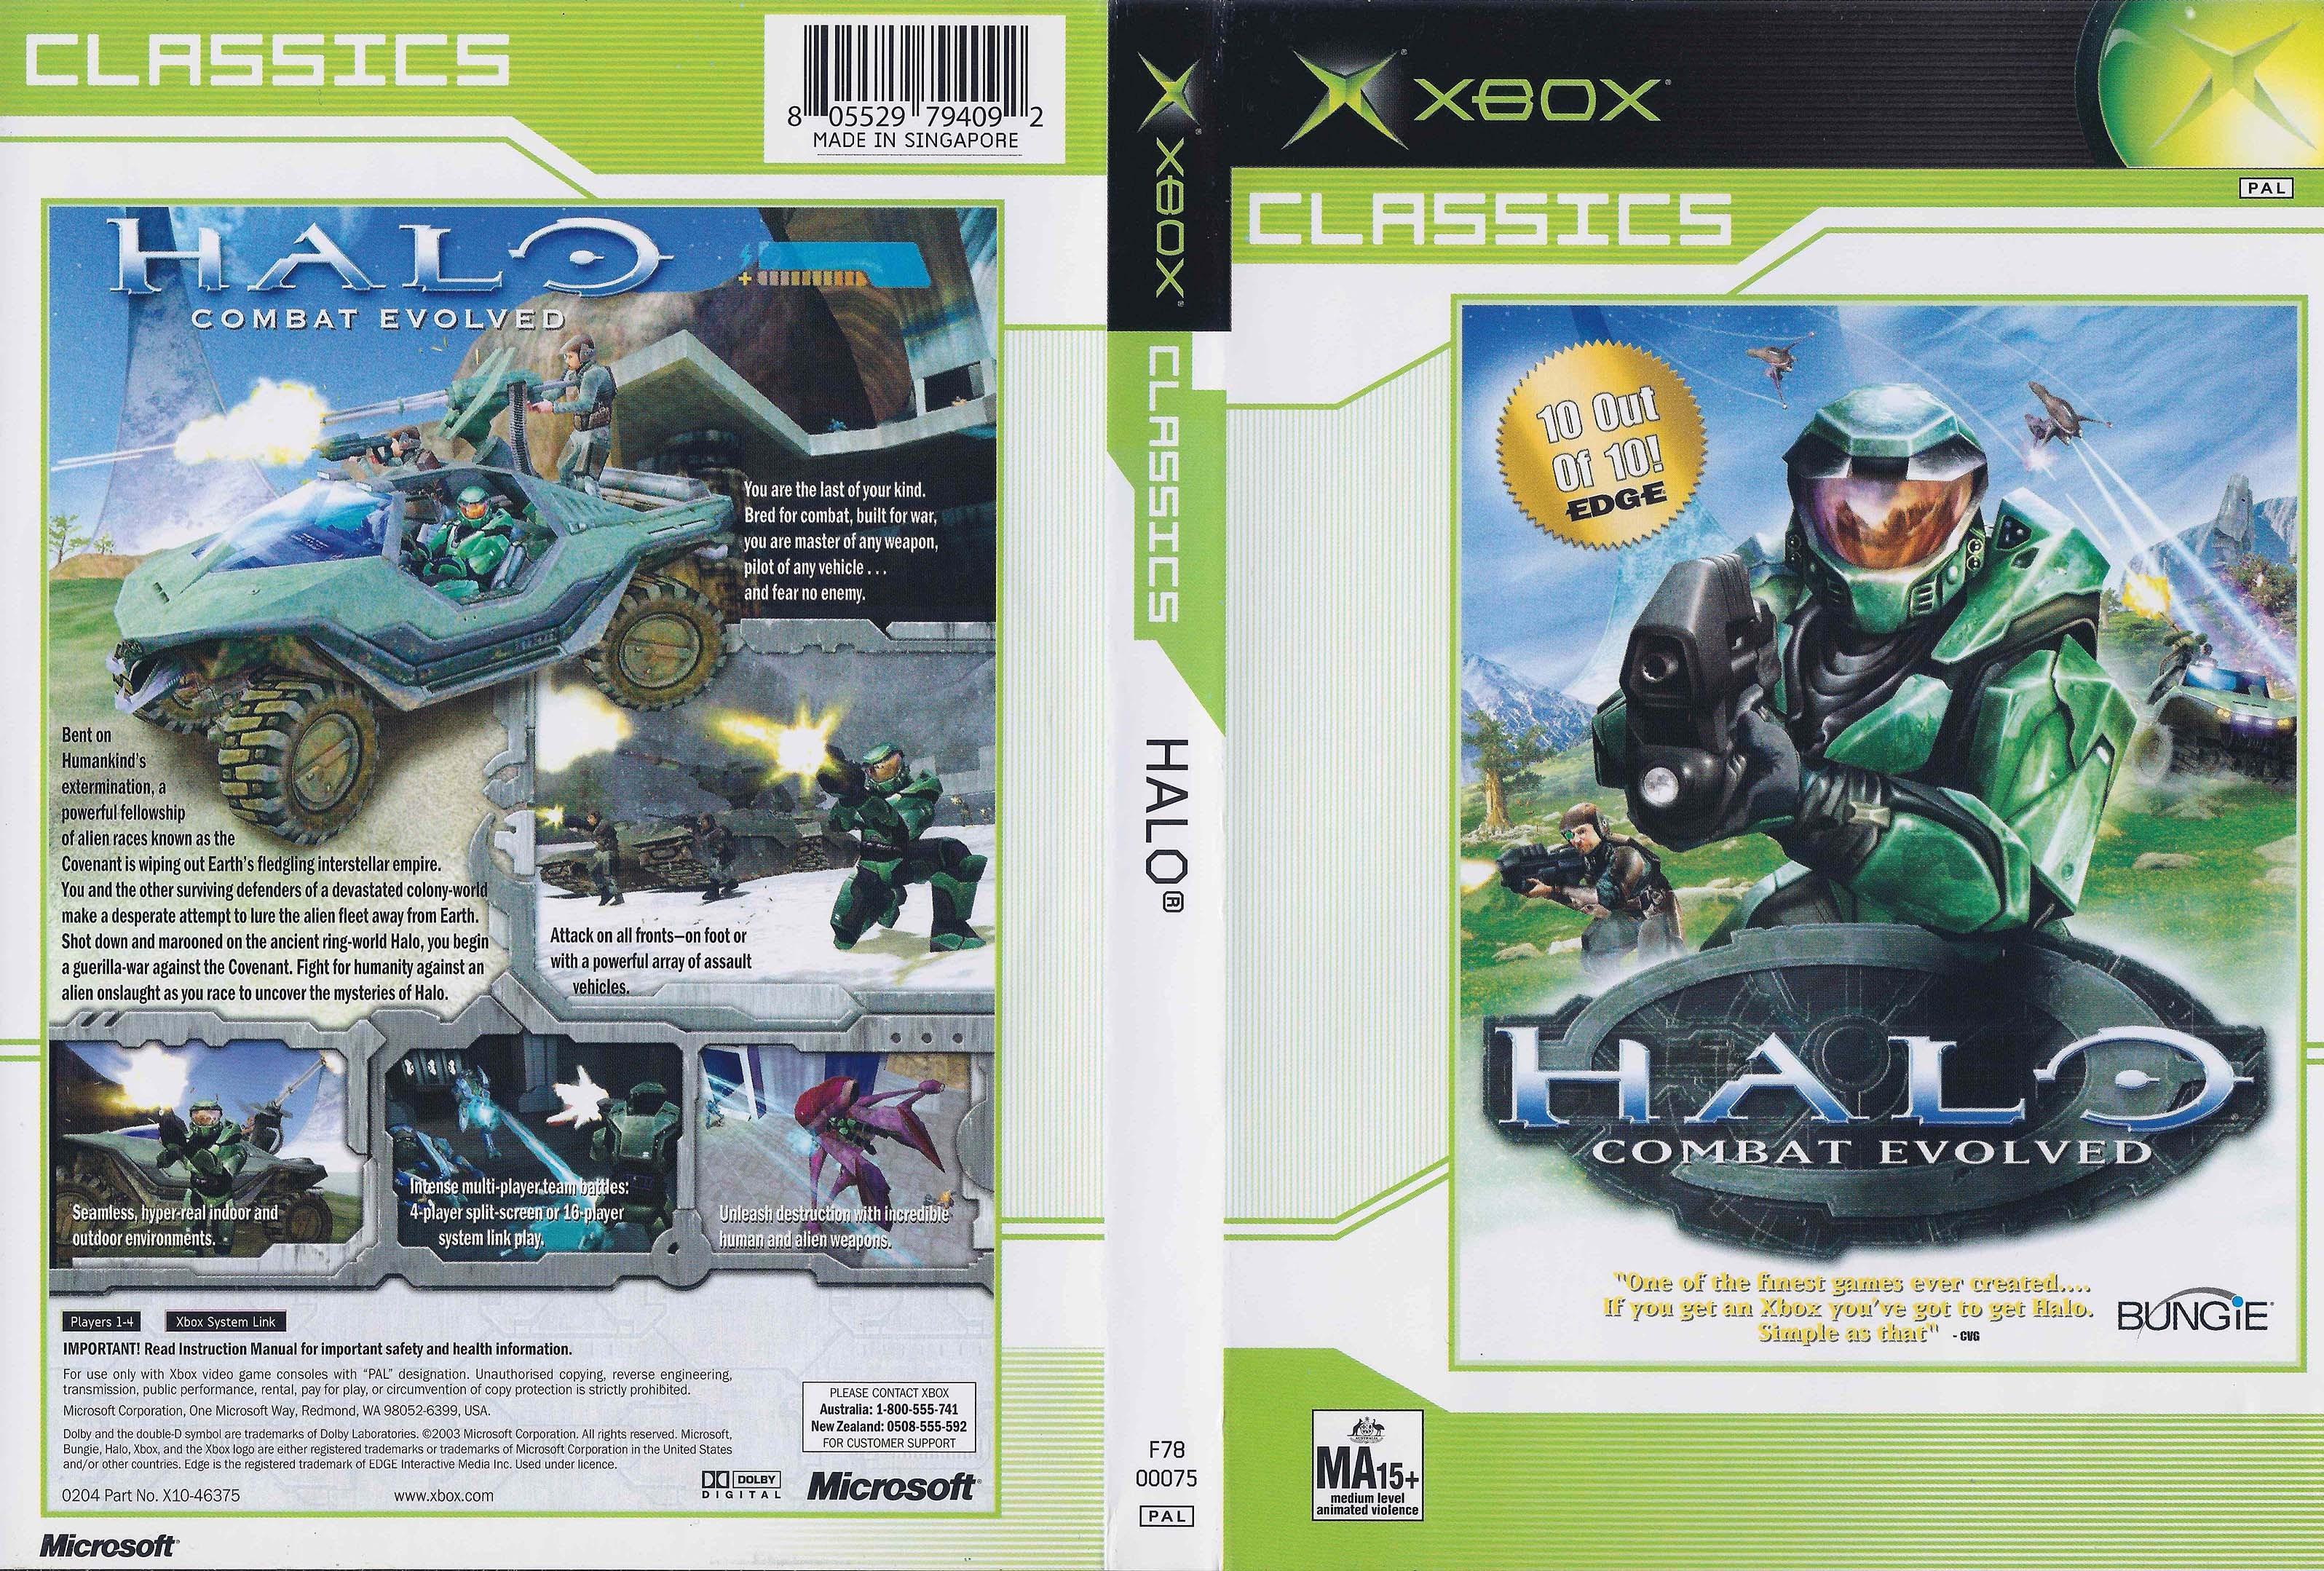 CLASSICS
8 05529 79409 2
MADE IN SINGAPORE
HALO
COMBAT EVOLVED
You are the last of your kind.
Bred for combat, built for war,
you are master of any weapon,
pilot of any vehicle . . .
and fear no enemy.
Bent on
Humankind's
extermination, a
powerful fellowship
of alien races known as the
Covenant is wiping out Earth's fledgling interstellar empire.
You and the other surviving defenders of a devastated colony-world
make a desperate attempt to lure the alien fleet away from Earth.
Shot down and marooned on the ancient ring-world Halo, you begin
a guerilla-war against the Covenant. Fight for humanity against an
alien onslaught as you race to uncover the mysteries of Halo.
Attack on all fronts—on foot or
with a powerful array of assault
vehicles.
Seamless, hyper-real indoor and
outdoor environments.
Intense multi-player team battles:
4-player split-screen or 16-player
system link play.
Unleash destruction with incredible
human and alien weapons.
Players 1-4
Xbox System Link
IMPORTANT! Read Instruction Manual for important safety and health information.
For use only with Xbox video game consoles with "PAL" designation. Unauthorised copying, reverse engineering,
transmission, public performance, rental, pay for play, or circumvention of copy protection is strictly prohibited.
Microsoft Corporation, One Microsoft Way, Redmond, WA 98052-6399, USA.
Dolby and the double-D symbol are trademarks of Dolby Laboratories. ©2003 Microsoft Corporation. All rights reserved. Microsoft,
Bungie, Halo, Xbox, and the Xbox logo are either registered trademarks or trademarks of Microsoft Corporation in the United States
and/or other countries. Edge is the registered trademark of EDGE Interactive Media Inc. Used under licence.
0204 Part No. X10-46375
www.xbox.com
PLEASE CONTACT XBOX
Australia: 1-800-555-741
New Zealand: 0508-555-592
FOR CUSTOMER SUPPORT
DOLBY
DIGITAL
Microsoft®
Microsoft®
XBOX®
CLASSICS
HALO®
F78
00075
PAL
XBOX®
CLASSICS
PAL
10 Out
Of 10!
EDGE
HALO
COMBAT EVOLVED
"One of the finest games ever created....
If you get an Xbox you've got to get Halo.
Simple as that" - CVG
BUNGiE®
AUSTRALIA
MA15+
medium level
animated violence